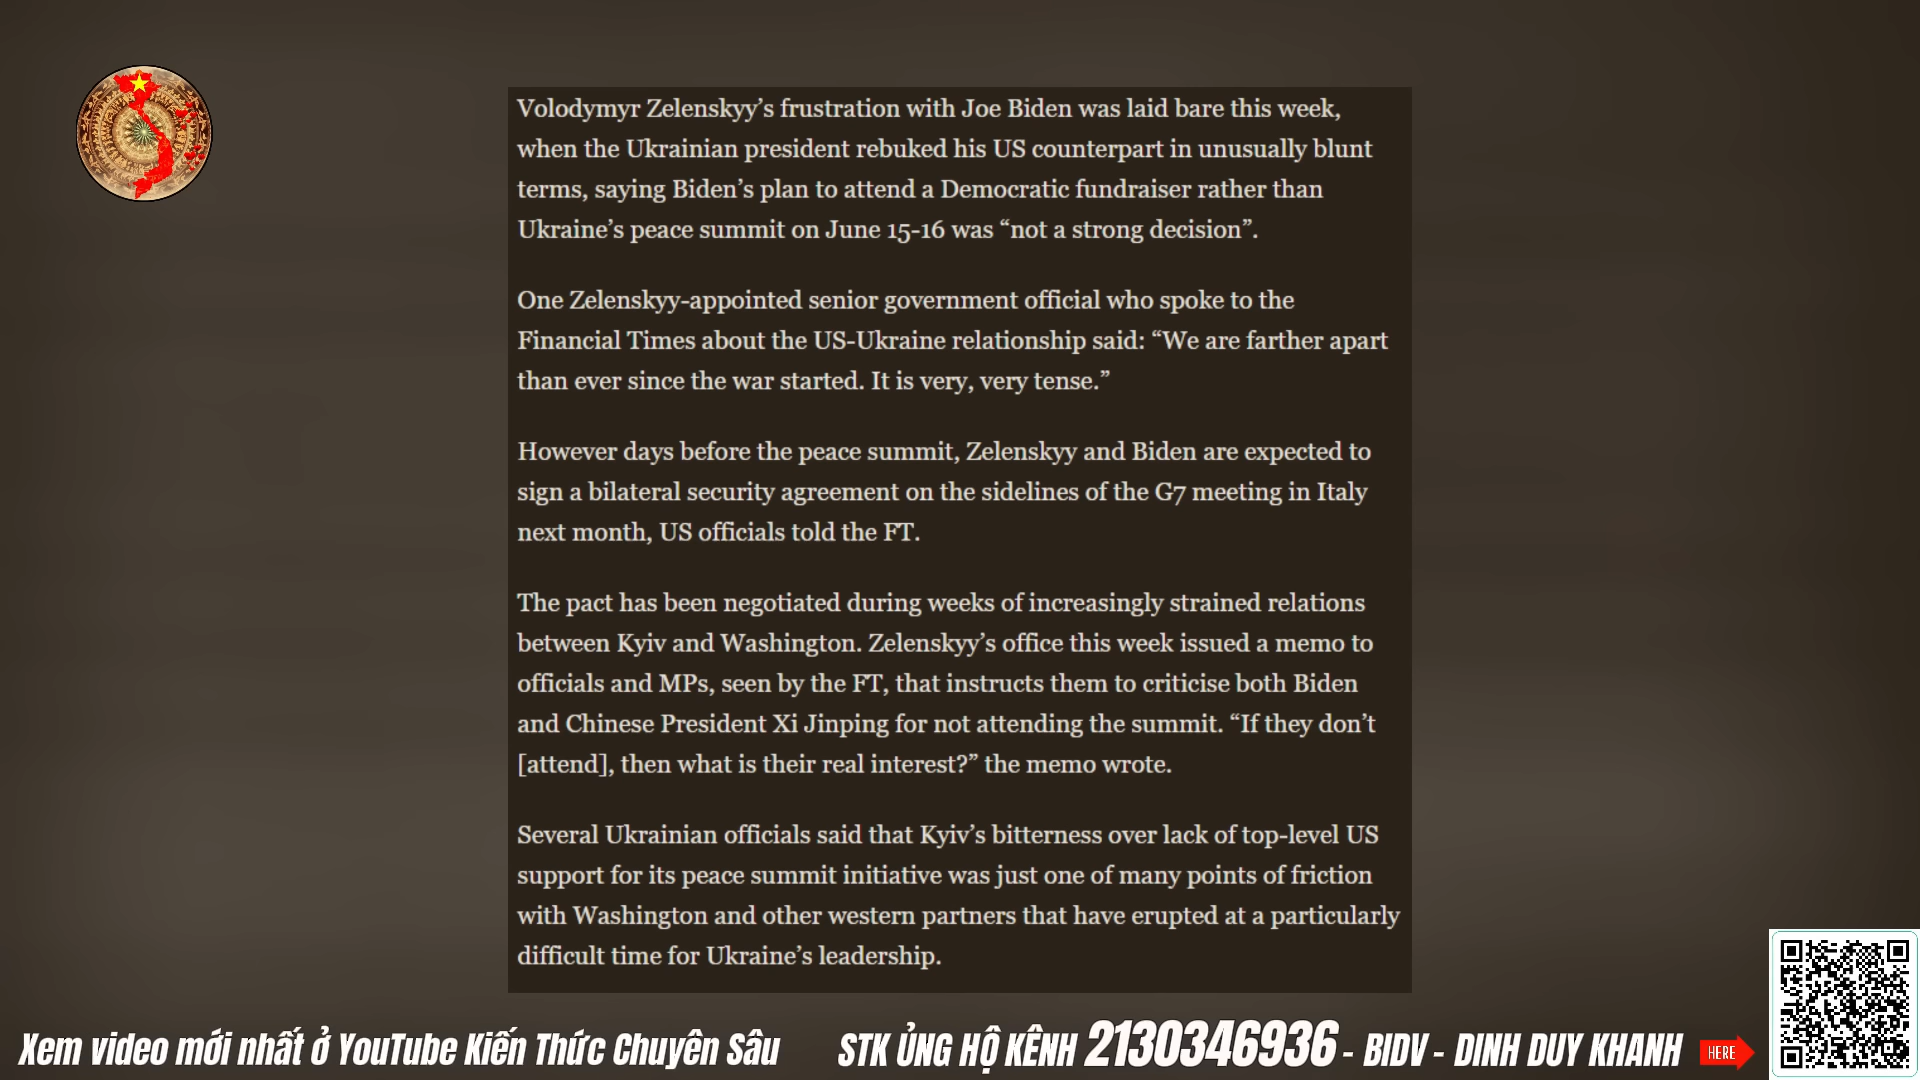 Volodymyr Zelenskyy’s frustration with Joe Biden was laid bare this week,
when the Ukrainian president rebuked his US counterpart in unusually blunt
terms, saying Biden’s plan to attend a Democratic fundraiser rather than
Ukraine’s peace summit on June 15-16 was “not a strong decision”.
One Zelenskyy-appointed senior government official who spoke to the
Financial Times about the US-Ukraine relationship said: “We are farther apart
than ever since the war started. It is very, very tense.”
However days before the peace summit, Zelenskyy and Biden are expected to
sign a bilateral security agreement on the sidelines of the G7 meeting in Italy
next month, US officials told the FT.
The pact has been negotiated during weeks of increasingly strained relations
between Kyiv and Washington. Zelenskyy’s office this week issued a memo to
officials and MPs, seen by the FT, that instructs them to criticise both Biden
and Chinese President Xi Jinping for not attending the summit. “If they don’t
[attend], then what is their real interest?” the memo wrote.
Several Ukrainian officials said that Kyiv’s bitterness over lack of top-level US
support for its peace summit initiative was just one of many points of friction
with Washington and other western partners that have erupted at a particularly
difficult time for Ukraine’s leadership.
Xem video mới nhất ở YouTube Kiến Thức Chuyên Sâu
STK ỦNG HỘ KÊNH 2130346936 - BIDV - DINH DUY KHANH
HERE